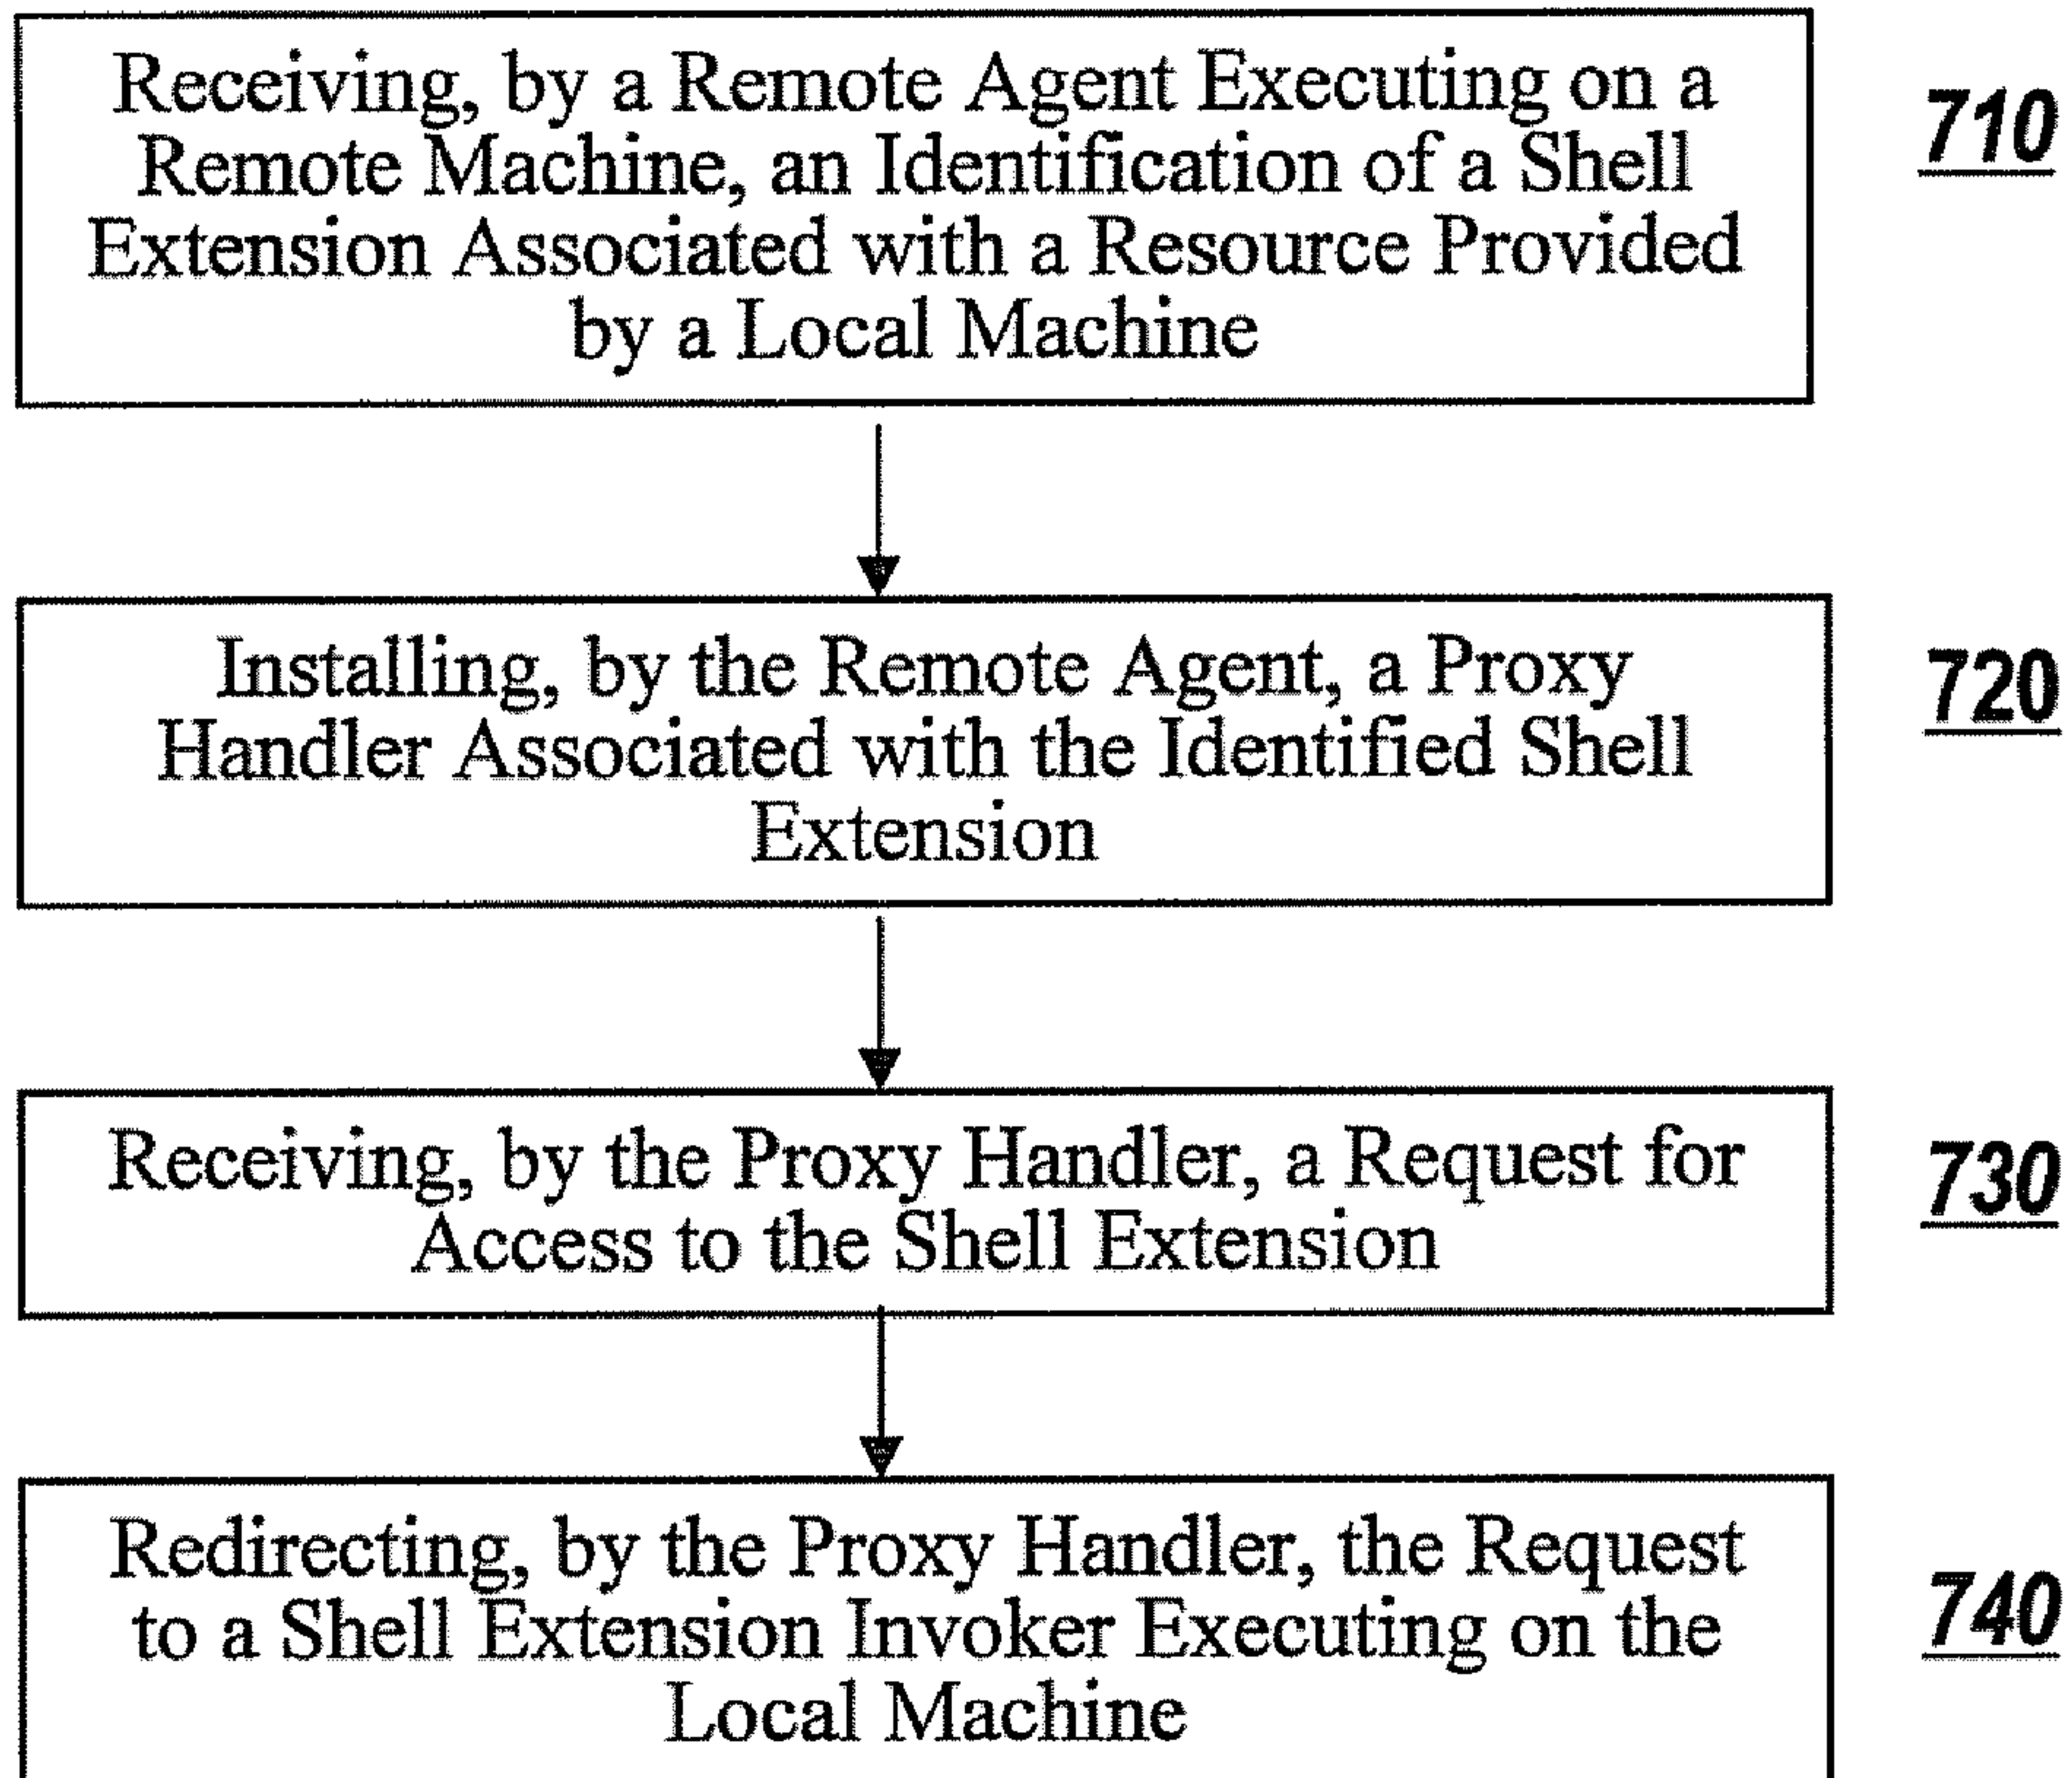 Receiving, by a Remote Agent Executing on a
Remote Machine, an Identification of a Shell
Extension Associated with a Resource Provided
by a Local Machine
710
Installing, by the Remote Agent, a Proxy
Handler Associated with the Identified Shell
Extension
720
Receiving, by the Proxy Handler, a Request for
Access to the Shell Extension
730
Redirecting, by the Proxy Handler, the Request
to a Shell Extension Invoker Executing on the
Local Machine
740